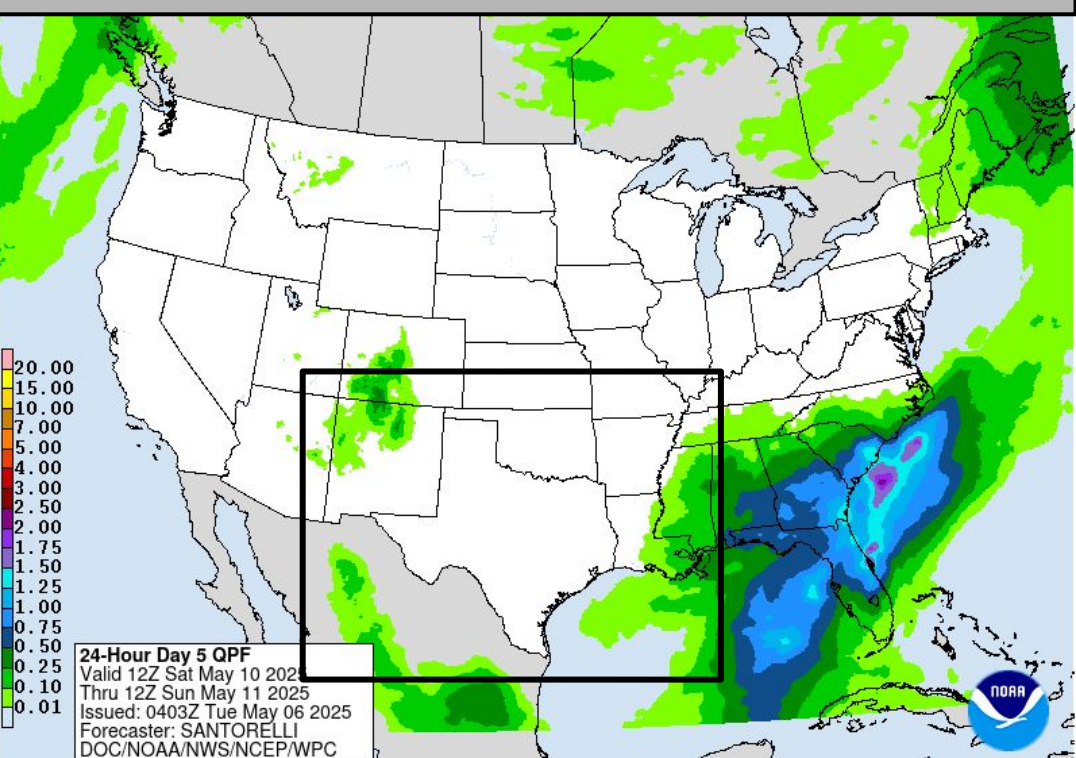 20.00
15.00
10.00
7.00
5.00
4.00
3.00
2.50
2.00
1.75
1.50
1.25
1.00
0.75
0.50
0.25
0.10
0.01
24-Hour Day 5 QPF
Valid 12Z Sat May 10 2025
Thru 12Z Sun May 11 2025
Issued: 0403Z Tue May 06 2025
Forecaster: SANTORELLI
DOC/NOAA/NWS/NCEP/WPC
NOAA